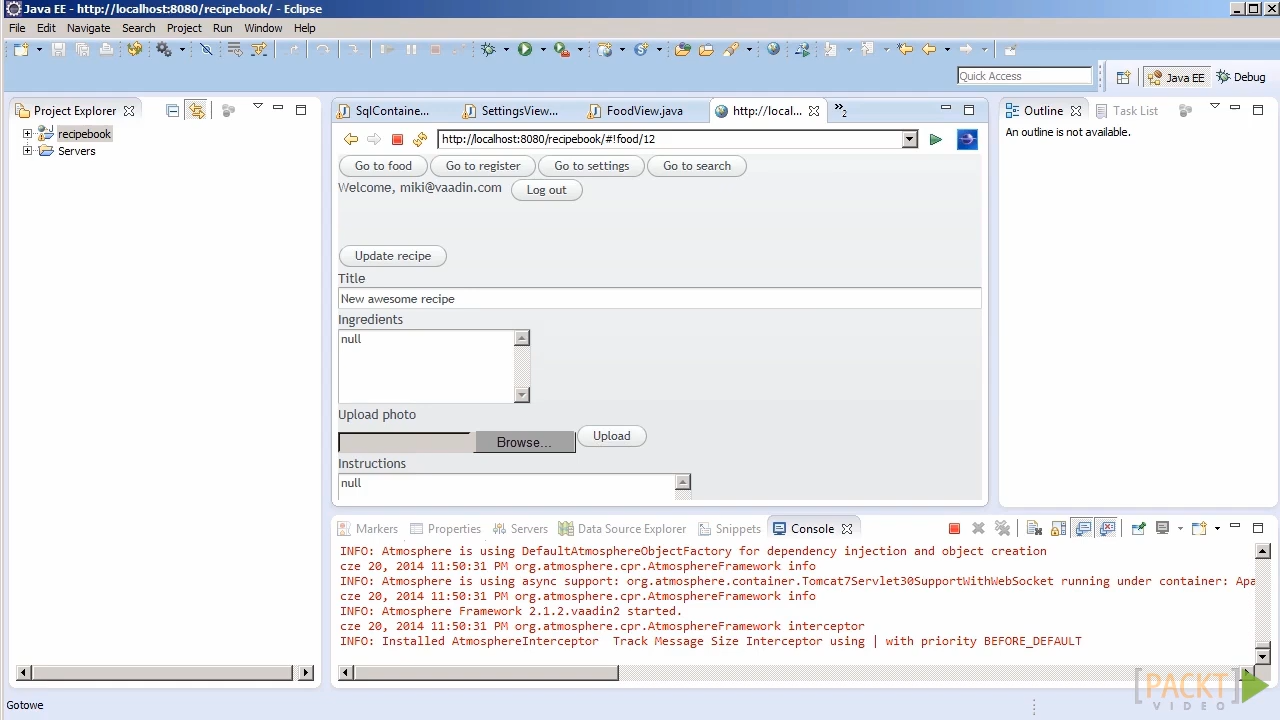 Java EE - http://localhost:8080/recipebook/ - Eclipse
File Edit Navigate Search Project Run Window Help
Quick Access
Java EE
Debug
Project Explorer
SqlContaine...
SettingsView...
FoodView.java
http://local...
2
Outline
Task List
recipebook
Servers
http://localhost:8080/recipebook/#!food/12
An outline is not available.
Go to food
Go to register
Go to settings
Go to search
Welcome, miki@vaadin.com
Log out
Update recipe
Title
New awesome recipe
Ingredients
null
Upload photo
Browse...
Upload
Instructions
null
Markers
Properties
Servers
Data Source Explorer
Snippets
Console
INFO: Atmosphere is using DefaultAtmosphereObjectFactory for dependency injection and object creation
cze 20, 2014 11:50:31 PM org.atmosphere.cpr.AtmosphereFramework info
INFO: Atmosphere is using async support: org.atmosphere.container.Tomcat7Servlet30SupportWithWebSocket running under container: Apa
cze 20, 2014 11:50:31 PM org.atmosphere.cpr.AtmosphereFramework info
INFO: Atmosphere Framework 2.1.2.vaadin2 started.
cze 20, 2014 11:50:31 PM org.atmosphere.cpr.AtmosphereFramework interceptor
INFO: Installed AtmosphereInterceptor  Track Message Size Interceptor using | with priority BEFORE_DEFAULT
[PACKT]
VIDEO
Gotowe